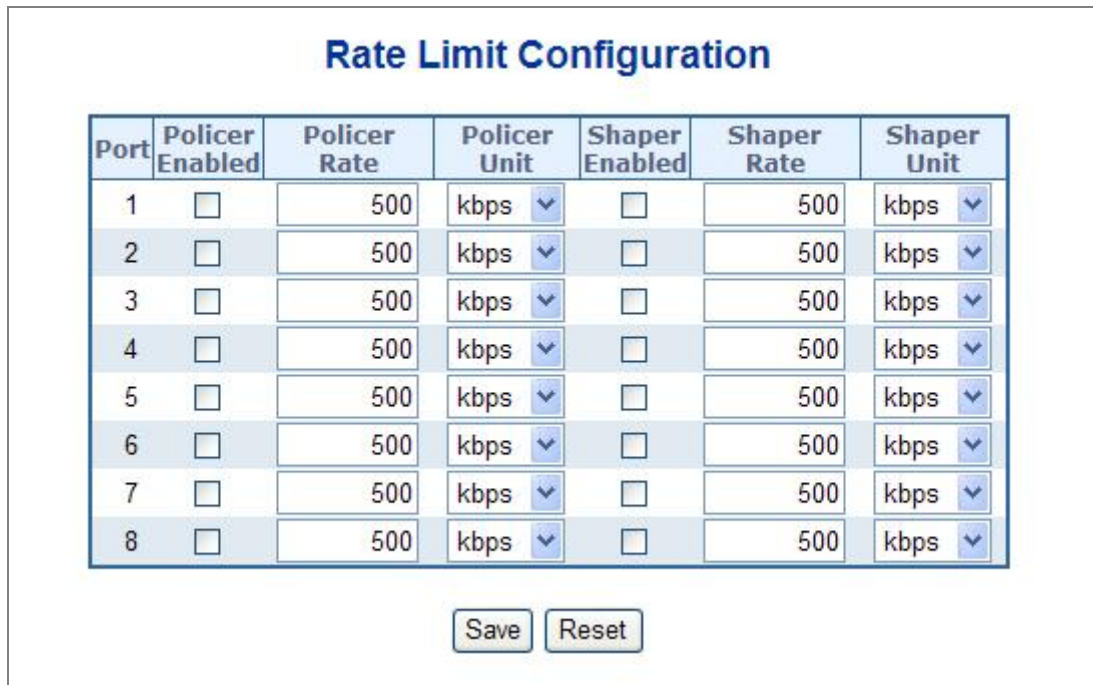 Rate Limit Configuration
Port Policer Enabled Policer Rate Policer Unit Shaper Enabled Shaper Rate Shaper Unit
1 500 kbps 500 kbps
2 500 kbps 500 kbps
3 500 kbps 500 kbps
4 500 kbps 500 kbps
5 500 kbps 500 kbps
6 500 kbps 500 kbps
7 500 kbps 500 kbps
8 500 kbps 500 kbps
Save Reset